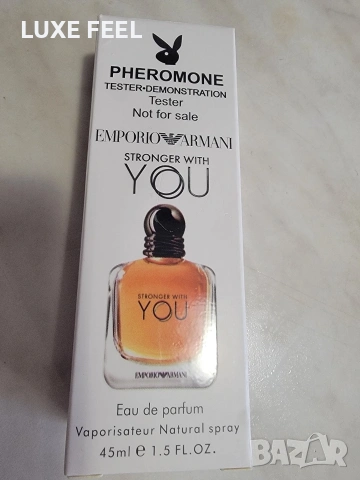 LUXE FEEL
PHEROMONE
TESTER•DEMONSTRATION
Tester
Not for sale
EMPORIO ARMANI
STRONGER WITH
YOU
STRONGER WITH
YOU
EMPORIO ARMANI
Eau de parfum
Vaporisateur Natural spray
45ml e 1.5 FL.OZ.
BAZAR